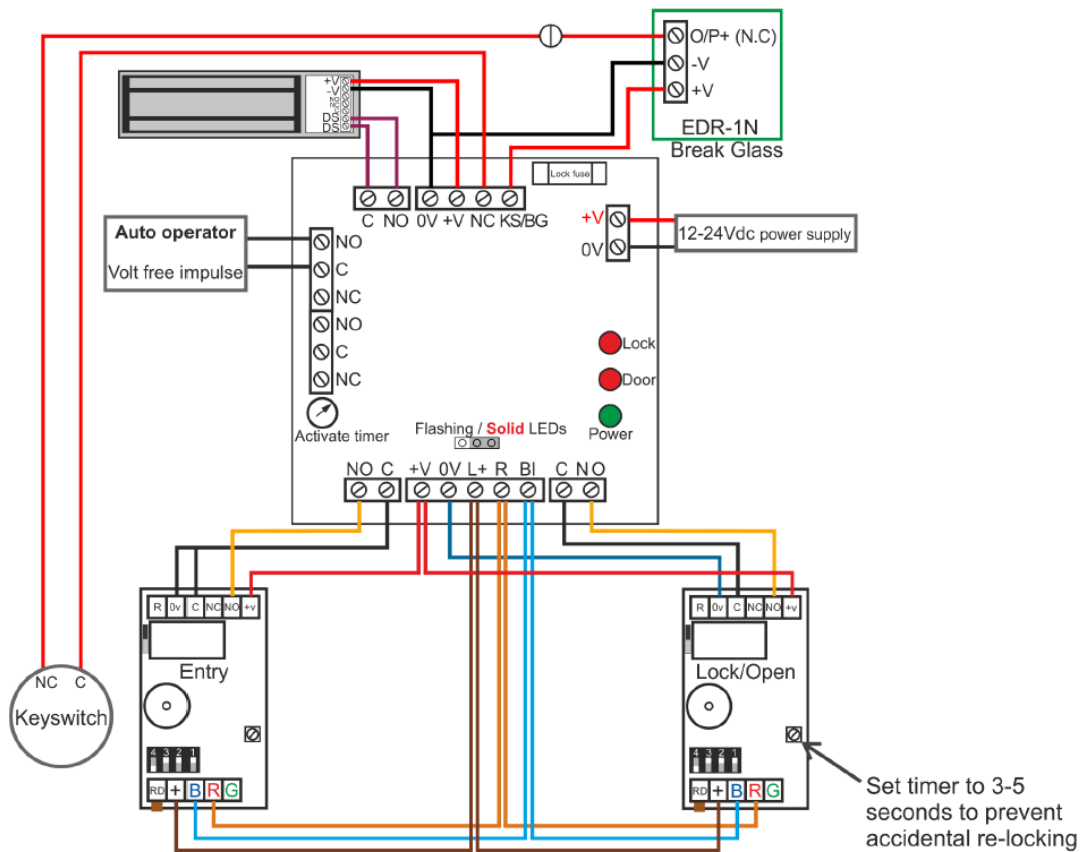 O/P+ (N.C)
-V
+V
EDR-1N
Break Glass
+V
-V
NO
NC
C
DS
DS
Lock fuse
C NO 0V +V NC KS/BG
+V
0V
12-24Vdc power supply
Auto operator
Volt free impulse
NO
C
NC
NO
C
NC
Activate timer
Lock
Door
Power
Flashing / Solid LEDs
NO C +V 0V L+ R Bl C NO
R 0v C NC NO +v
Entry
4 3 2 1
RD + B R G
R 0v C NC NO +v
Lock/Open
4 3 2 1
RD + B R G
NC C
Keyswitch
Set timer to 3-5
seconds to prevent
accidental re-locking